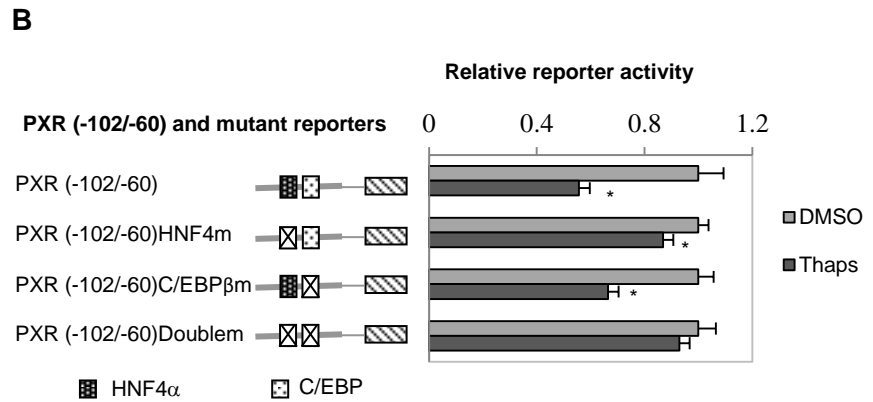 B
Relative reporter activity
PXR (-102/-60) and mutant reporters
0 0.4 0.8 1.2
PXR (-102/-60)
*
PXR (-102/-60)HNF4m
*
PXR (-102/-60)C/EBPβm
*
PXR (-102/-60)Doublem
DMSO
Thaps
HNF4α C/EBP